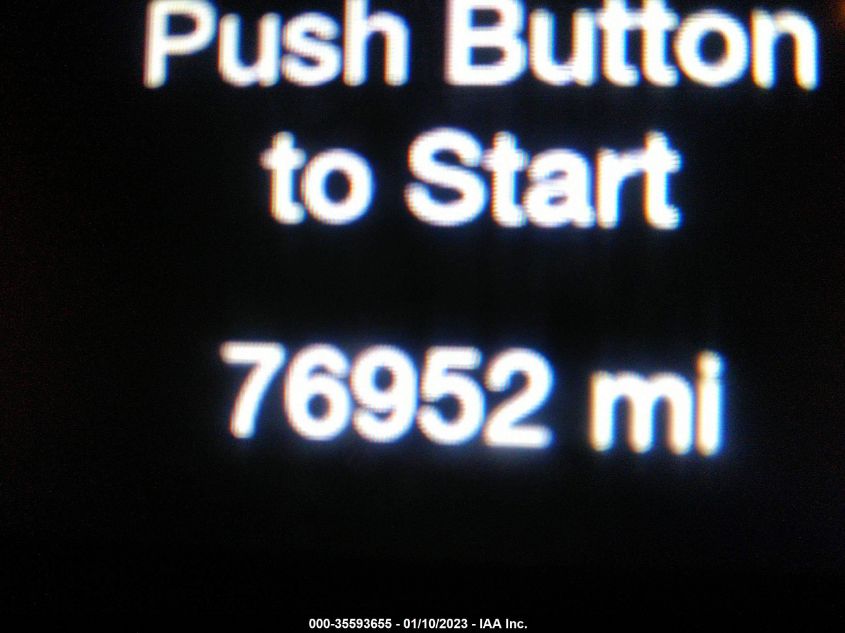 Push Button
to Start
76952 mi
000-35593655 - 01/10/2023 - IAA Inc.